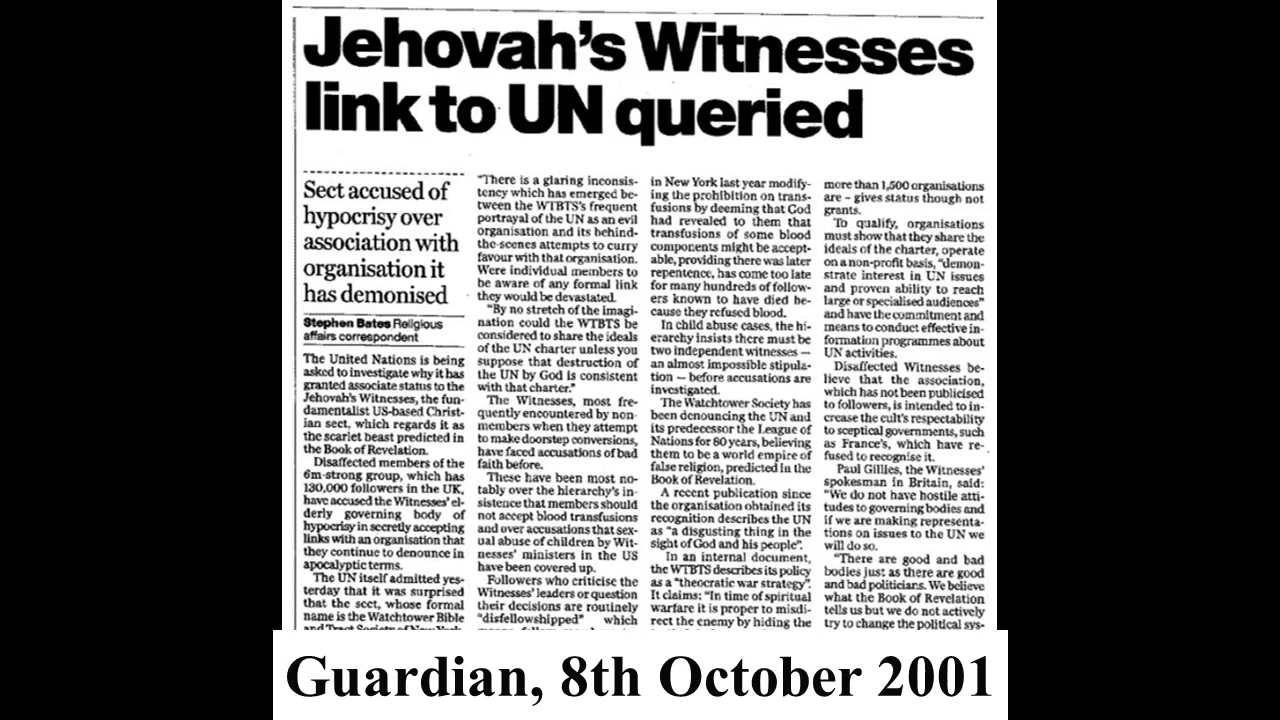 Jehovah's Witnesses
link to UN queried
Sect accused of
hypocrisy over
association with
organisation it
has demonised
Stephen Bates Religious
affairs correspondent
The United Nations is being
asked to investigate why it has
granted associate status to the
Jehovah's Witnesses, the fun-
damentalist US-based Christ-
ian sect, which regards it as
the scarlet beast predicted in
the Book of Revelation.
Disaffected members of the
6m-strong group, which has
130,000 followers in the UK,
have accused the Witnesses' el-
derly governing body of
hypocrisy in secretly accepting
links with an organisation that
they continue to denounce in
apocalyptic terms.
The UN itself admitted yes-
terday that it was surprised
that the sect, whose formal
name is the Watchtower Bible
and Tract Society of New York,
"There is a glaring inconsis-
tency which has emerged be-
tween the WTBTS's frequent
portrayal of the UN as an evil
organisation and its behind-
the-scenes attempts to curry
favour with that organisation.
Were individual members to
be aware of any formal link
they would be devastated.
"By no stretch of the imagi-
nation could the WTBTS be
considered to share the ideals
of the UN charter unless you
suppose that destruction of
the UN by God is consistent
with that charter."
The Witnesses, most fre-
quently encountered by non-
members when they attempt
to make doorstep conversions,
have faced accusations of bad
faith before.
These have been most no-
tably over the hierarchy's in-
sistence that members should
not accept blood transfusions
and over accusations that sex-
ual abuse of children by Wit-
nesses' ministers in the US
have been covered up.
Followers who criticise the
Witnesses' leaders or question
their decisions are routinely
"disfellowshipped" which
in New York last year modify-
ing the prohibition on trans-
fusions by deeming that God
had revealed to them that
transfusions of some blood
components might be accept-
able, providing there was later
repentence, has come too late
for many hundreds of follow-
ers known to have died be-
cause they refused blood.
In child abuse cases, the hi-
erarchy insists there must be
two independent witnesses —
an almost impossible stipula-
tion — before accusations are
investigated.
The Watchtower Society has
been denouncing the UN and
its predecessor the League of
Nations for 80 years, believing
them to be a world empire of
false religion, predicted in the
Book of Revelation.
A recent publication since
the organisation obtained its
recognition describes the UN
as "a disgusting thing in the
sight of God and his people".
In an internal document,
the WTBTS describes its policy
as a "theocratic war strategy".
It claims: "In time of spiritual
warfare it is proper to misdi-
rect the enemy by hiding the
more than 1,500 organisations
are – gives status though not
grants.
To qualify, organisations
must show that they share the
ideals of the charter, operate
on a non-profit basis, "demon-
strate interest in UN issues
and proven ability to reach
large or specialised audiences"
and have the commitment and
means to conduct effective in-
formation programmes about
UN activities.
Disaffected Witnesses be-
lieve that the association,
which has not been publicised
to followers, is intended to in-
crease the cult's respectability
to sceptical governments, such
as France's, which have re-
fused to recognise it.
Paul Gillies, the Witnesses'
spokesman in Britain, said:
"We do not have hostile atti-
tudes to governing bodies and
if we are making representa-
tions on issues to the UN we
will do so.
"There are good and bad
bodies just as there are good
and bad politicians. We believe
what the Book of Revelation
tells us but we do not actively
try to change the political sys-
Guardian, 8th October 2001